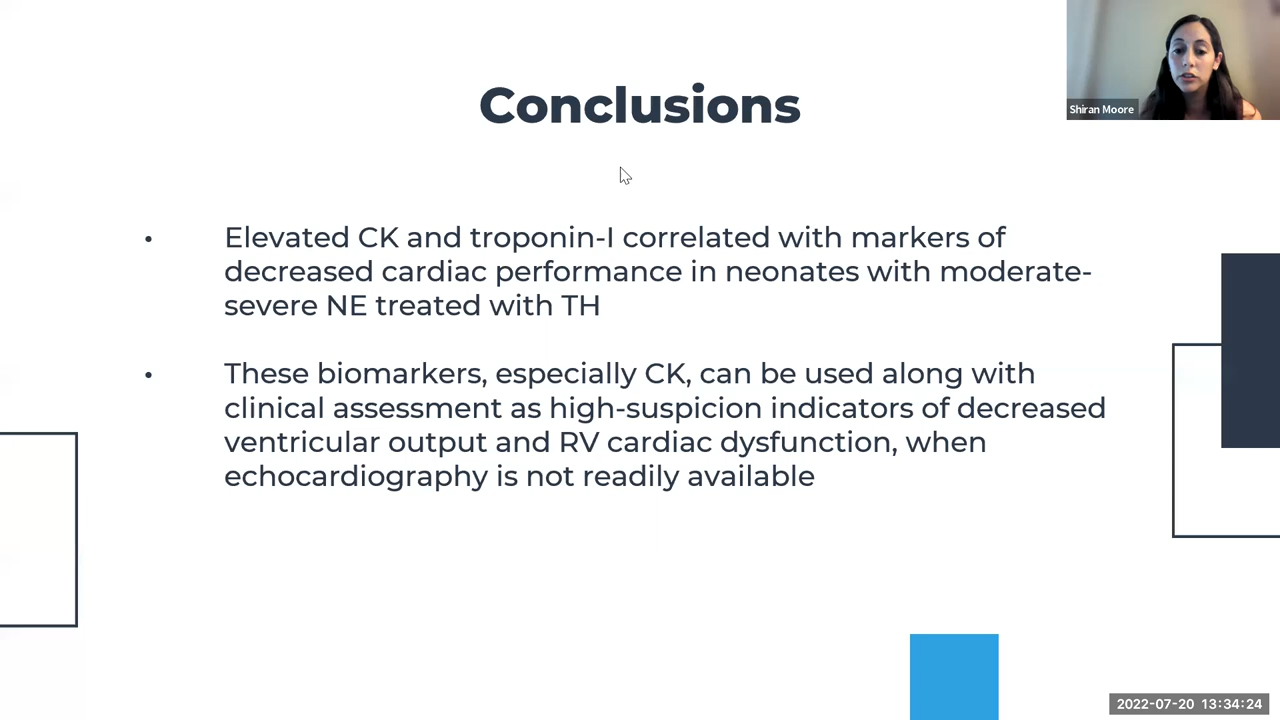 Conclusions
Shiran Moore
• Elevated CK and troponin-I correlated with markers of
decreased cardiac performance in neonates with moderate-
severe NE treated with TH
• These biomarkers, especially CK, can be used along with
clinical assessment as high-suspicion indicators of decreased
ventricular output and RV cardiac dysfunction, when
echocardiography is not readily available
2022-07-20 13:34:24